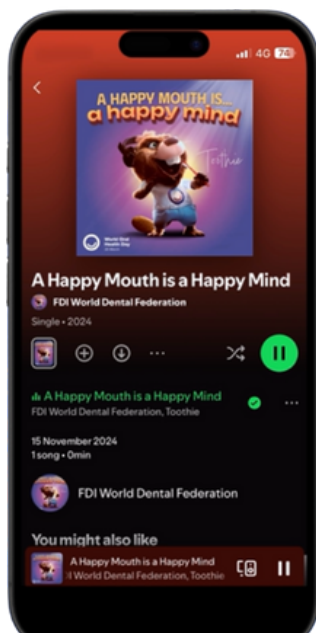 4G 74
A HAPPY MOUTH IS...
a happy mind
Toothie
World Oral
Health Day
A Happy Mouth is a Happy Mind
FDI World Dental Federation
Single • 2024
A Happy Mouth is a Happy Mind
FDI World Dental Federation, Toothie
15 November 2024
1 song • 0min
FDI World Dental Federation
You might also like
A Happy Mouth is a Happy Mind
I World Dental Federation, Toothie